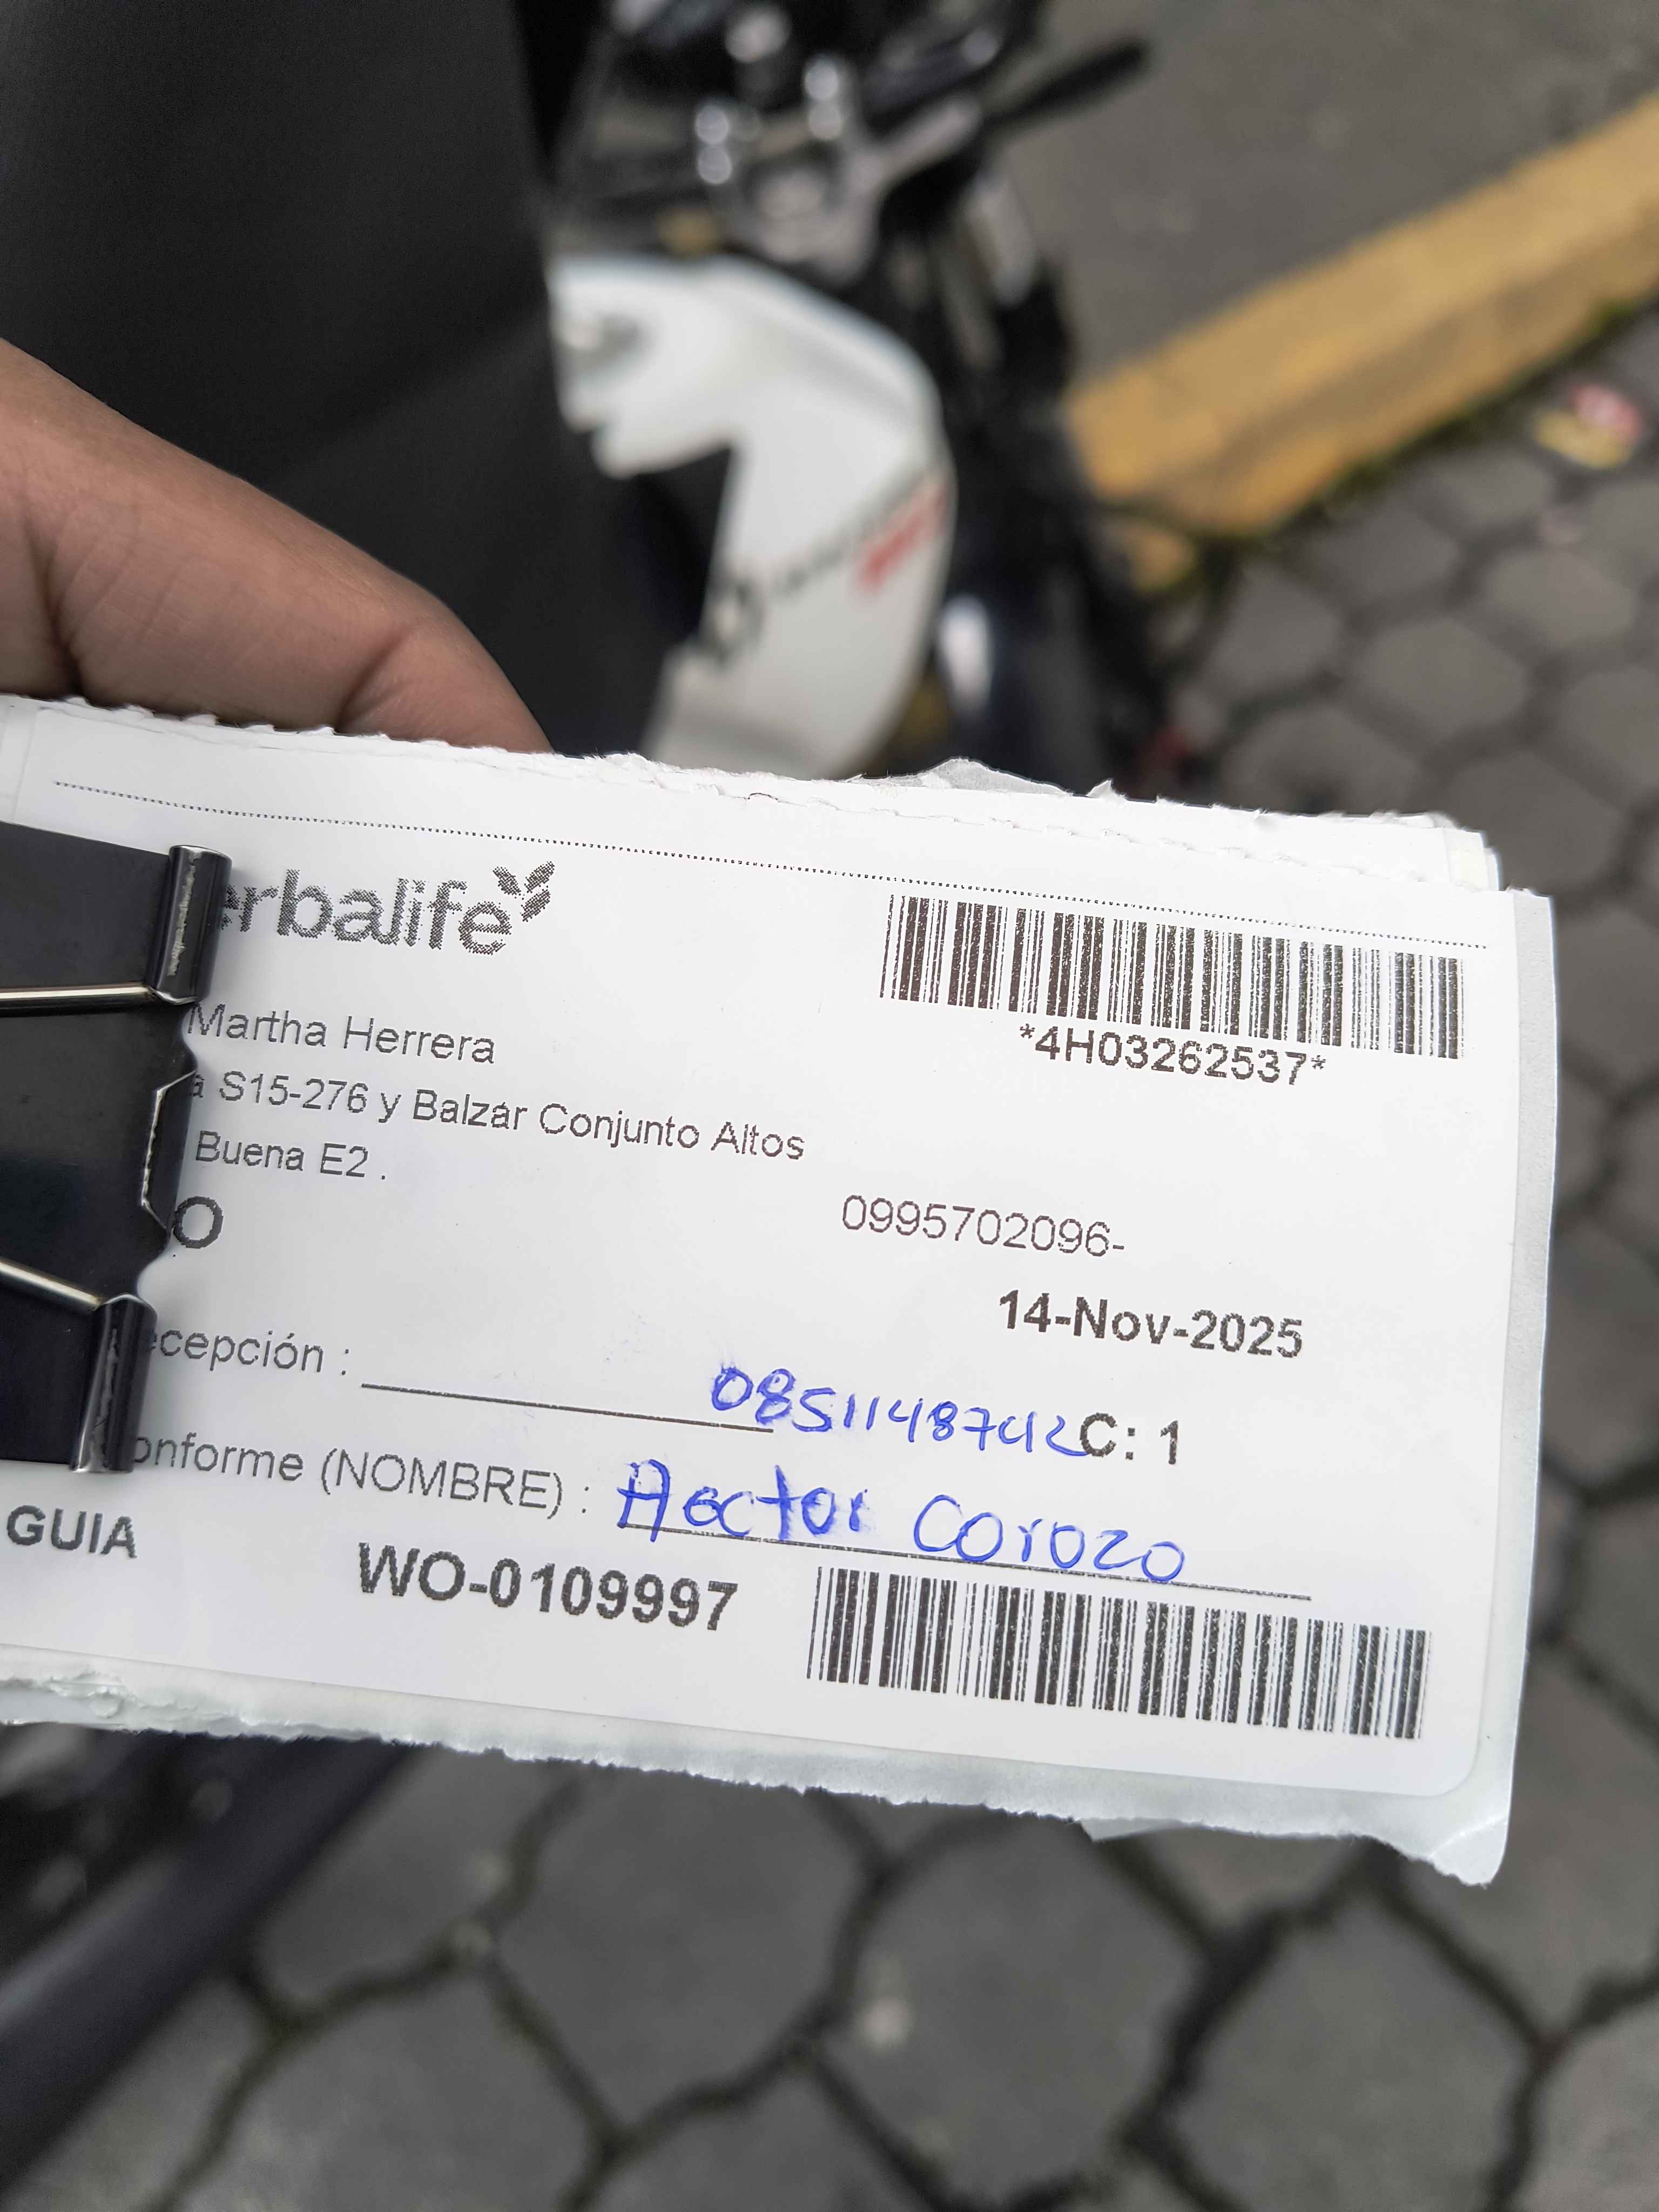 erbalife
*4H03262537*
Martha Herrera
a S15-276 y Balzar Conjunto Altos
Buena E2 .
O
0995702096-
14-Nov-2025
ecepción :
C: 1
onforme (NOMBRE) : Hector Corozo
GUIA
WO-0109997